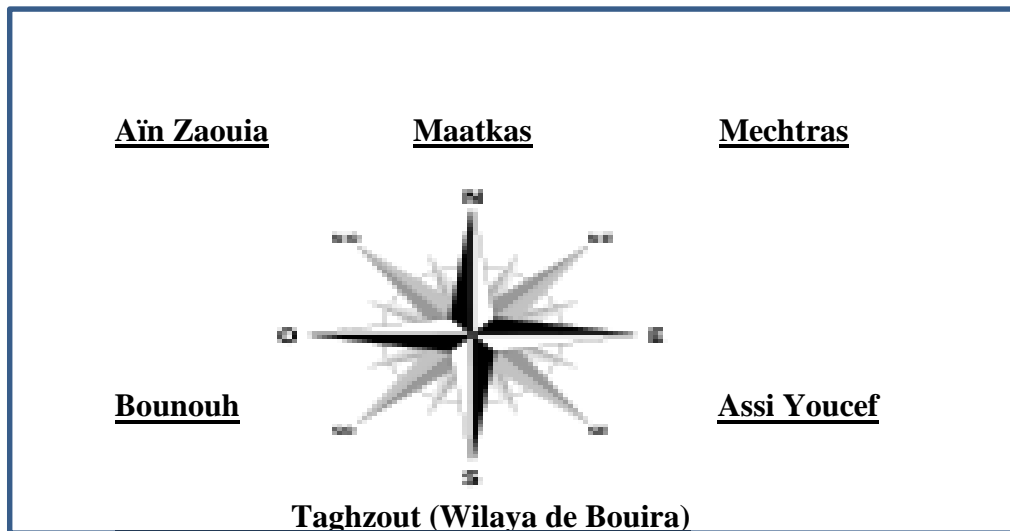 Aïn Zaouia Maatkas Mechtras
N
O E
Bounouh Assi Youcef
S
Taghzout (Wilaya de Bouira)